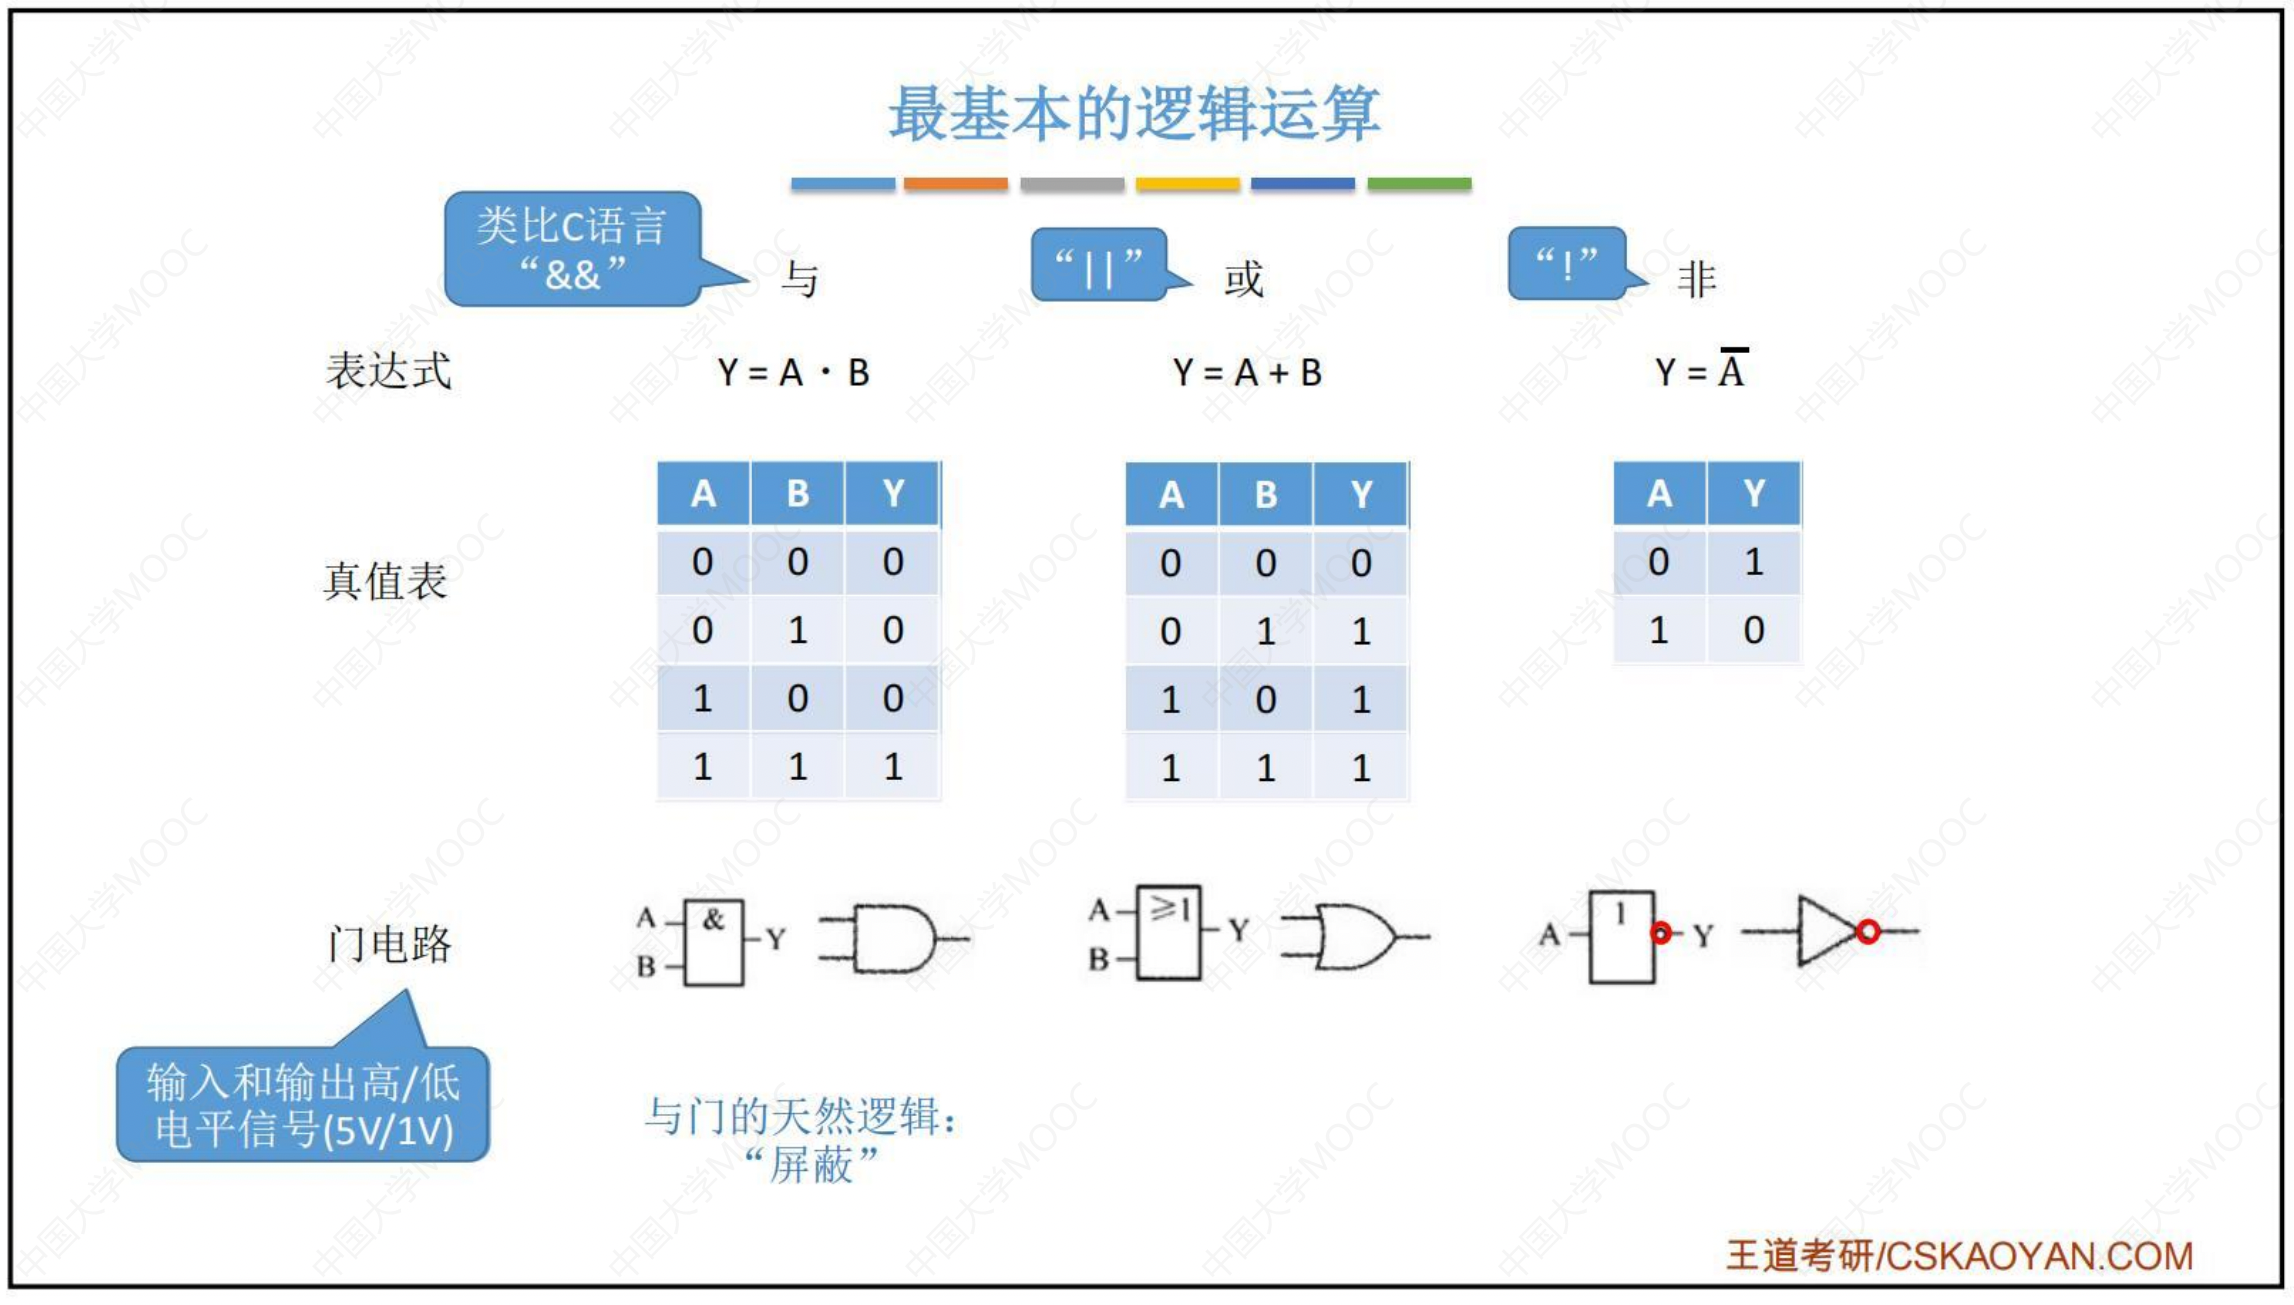 最基本的逻辑运算
类比C语言
“&&”
与
“||”
或
“!”
非
表达式
Y = A · B
Y = A + B
Y = A̅
真值表
A B Y
0 0 0
0 1 0
1 0 0
1 1 1
A B Y
0 0 0
0 1 1
1 0 1
1 1 1
A Y
0 1
1 0
门电路
A
B
&
Y
A
B
≥1
Y
A
1
Y
输入和输出高/低
电平信号(5V/1V)
与门的天然逻辑：
“屏蔽”
王道考研/CSKAOYAN.COM
中国大学MOOC